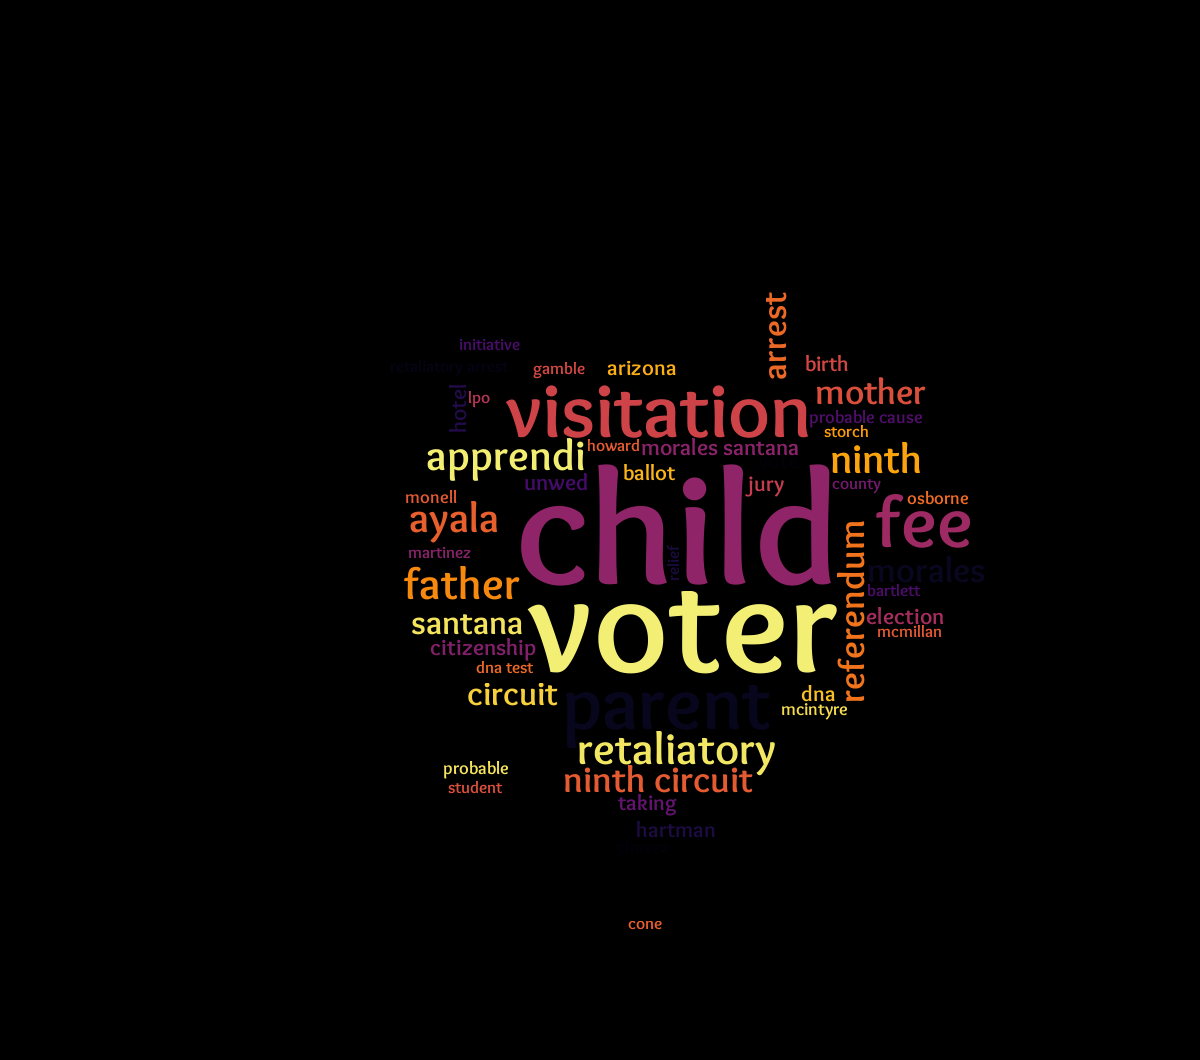 arrest
initiative
birth
retaliatory arrest
gamble
arizona
mother
hotel
lpo
visitation
probable cause
storch
apprendi
howard
morales santana
ninth
ballot
unwed
jury
county
monell
osborne
ayala
child
fee
martinez
relief
referendum
morales
father
bartlett
voter
election
santana
mcmillan
citizenship
dna test
circuit
parent
dna
mcintyre
retaliatory
probable
ninth circuit
student
taking
hartman
cone